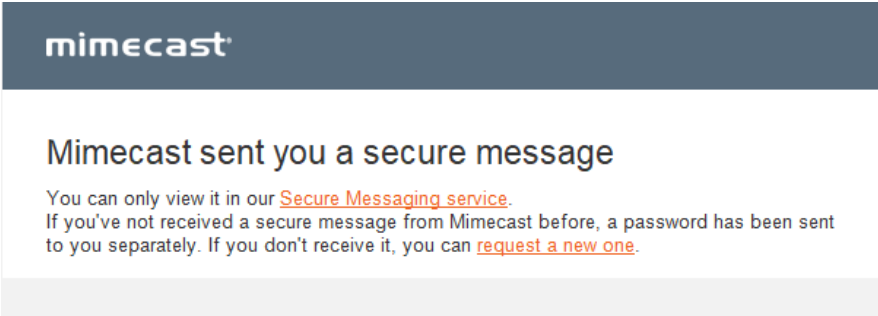 mimecast
Mimecast sent you a secure message
You can only view it in our Secure Messaging service.
If you've not received a secure message from Mimecast before, a password has been sent
to you separately. If you don't receive it, you can request a new one.